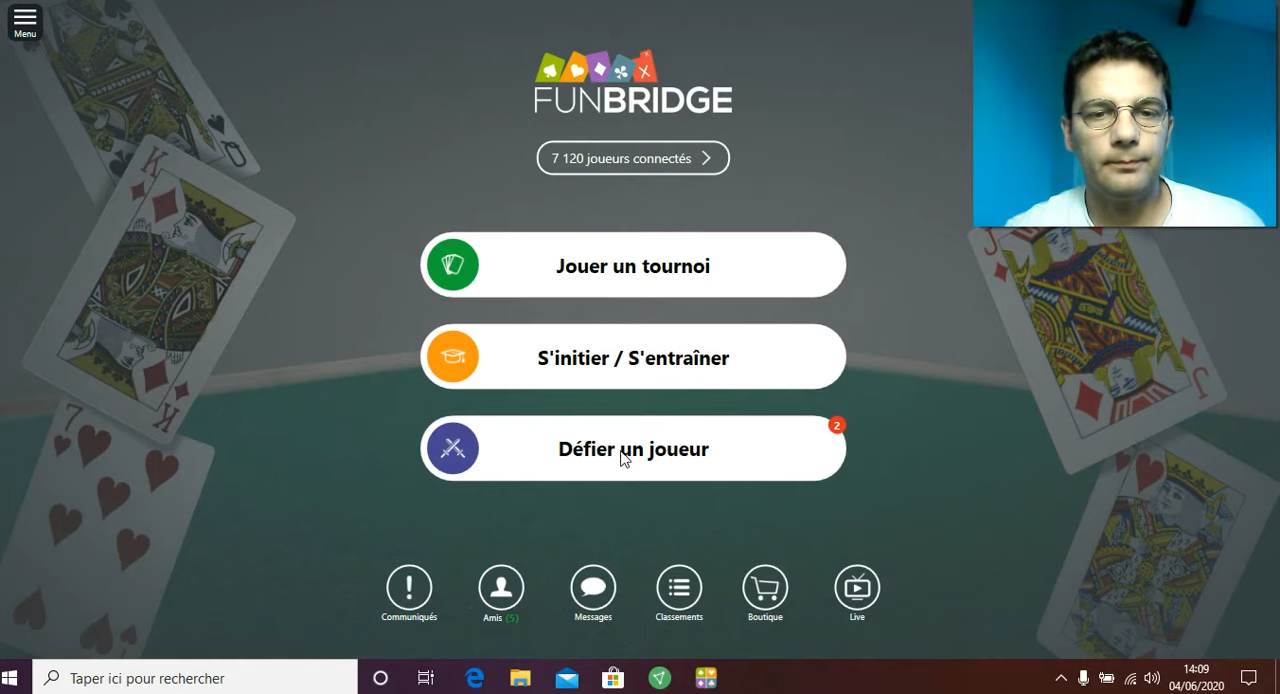 Menu
FUNBRIDGE
7 120 joueurs connectés
Jouer un tournoi
S'initier / S'entraîner
2
Défier un joueur
Communiqués
Amis (5)
Messages
Classements
Boutique
Live
Taper ici pour rechercher
14:09
04/06/2020
K
K
Q
7
J
J
X